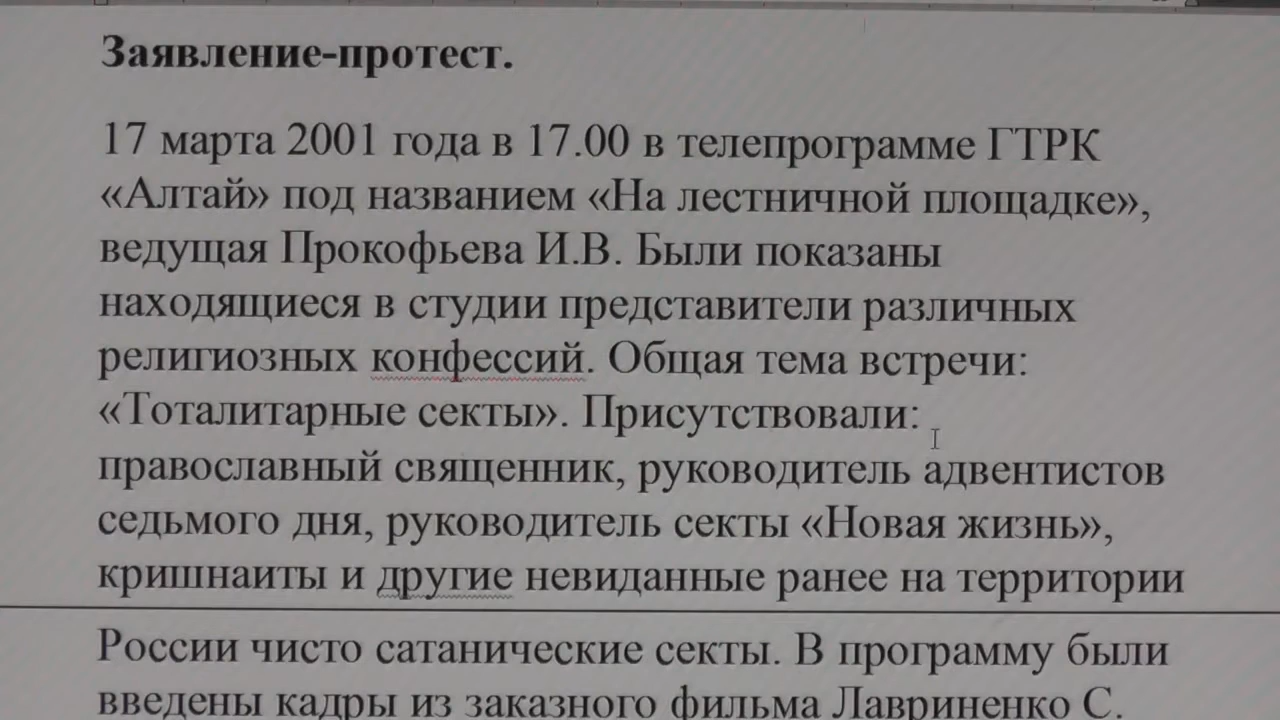 Заявление-протест.
17 марта 2001 года в 17.00 в телепрограмме ГТРК
«Алтай» под названием «На лестничной площадке»,
ведущая Прокофьева И.В. Были показаны
находящиеся в студии представители различных
религиозных конфессий. Общая тема встречи:
«Тоталитарные секты». Присутствовали:
православный священник, руководитель адвентистов
седьмого дня, руководитель секты «Новая жизнь»,
кришнаиты и другие невиданные ранее на территории
России чисто сатанические секты. В программу были
введены кадры из заказного фильма Лавриненко С.